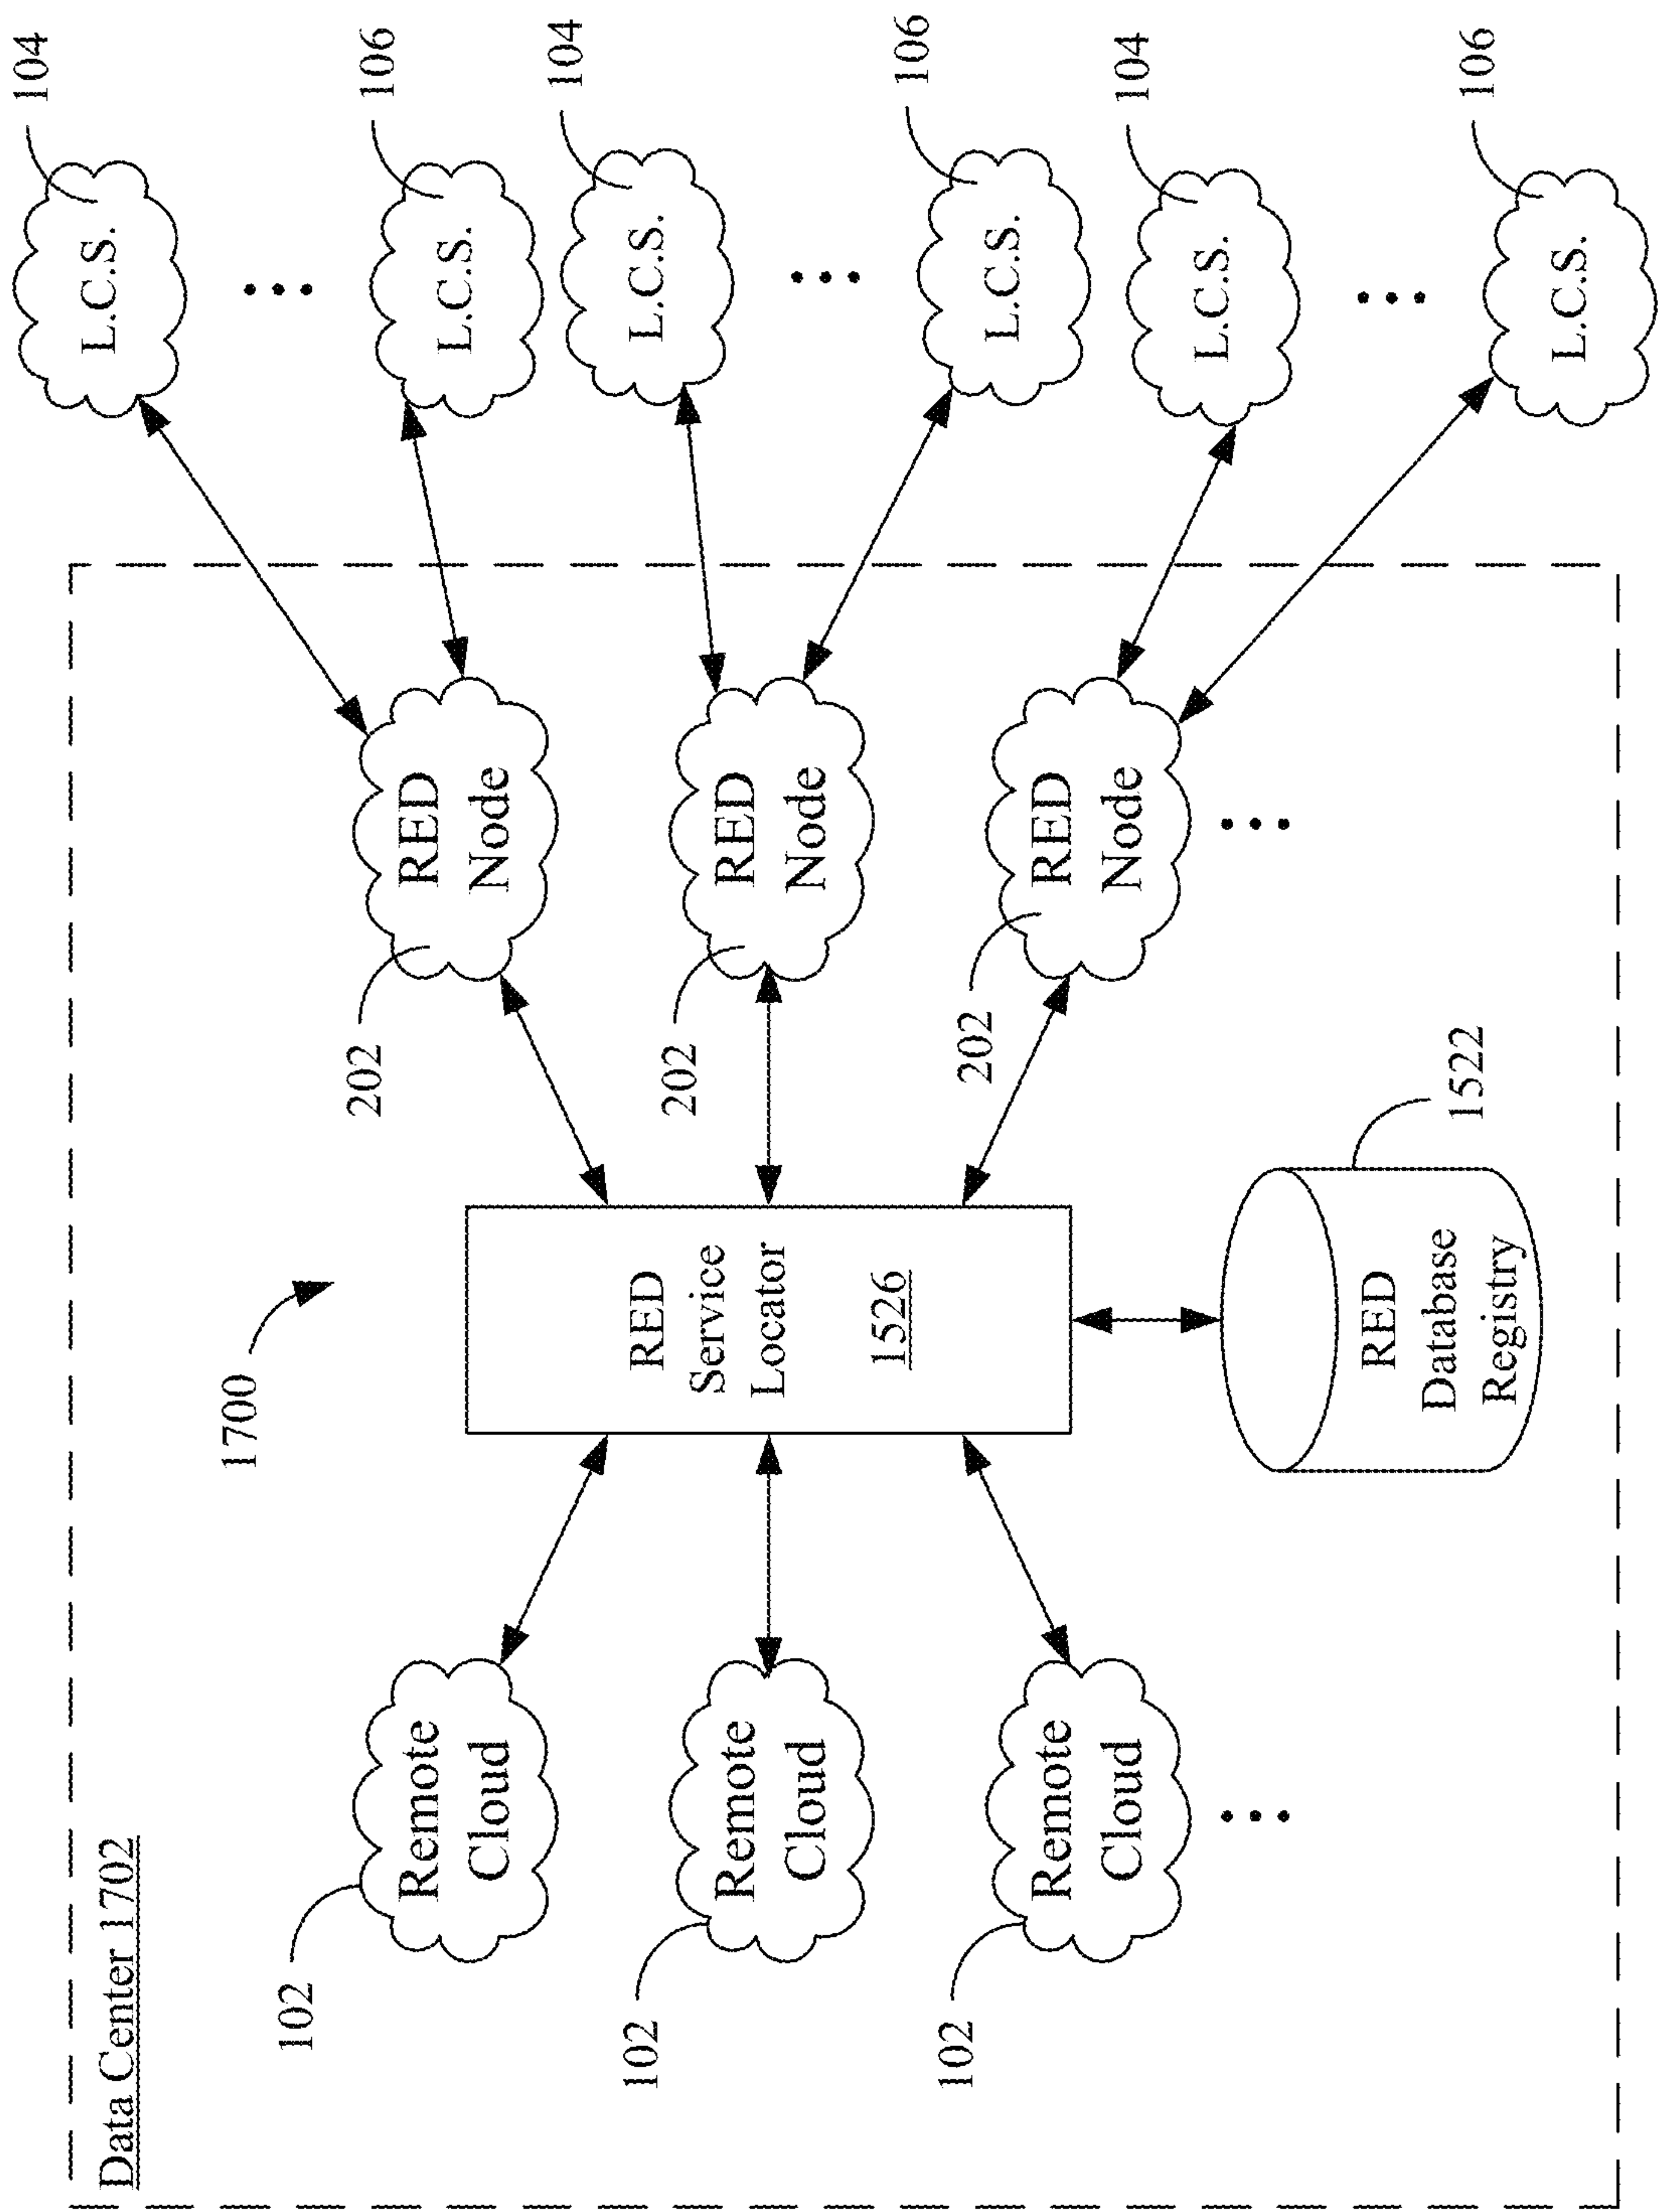 Data Center 1702
1700
102
Remote
Cloud
102
Remote
Cloud
102
Remote
Cloud
RED
Service
Locator
1526
RED
Database
Registry
1522
202
RED
Node
202
RED
Node
202
RED
Node
104
L.C.S.
106
L.C.S.
104
L.C.S.
106
L.C.S.
104
L.C.S.
106
L.C.S.